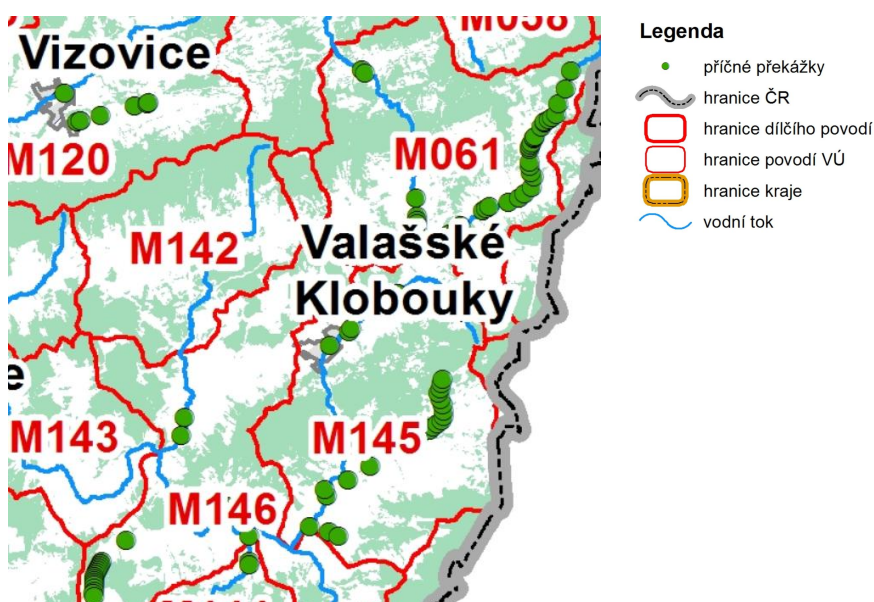 M058
Vizovice
M120
M061
M142
Valašské
Klobouky
e
M143
M145
M146
Legenda
příčné překážky
hranice ČR
hranice dílčího povodí
hranice povodí VÚ
hranice kraje
vodní tok